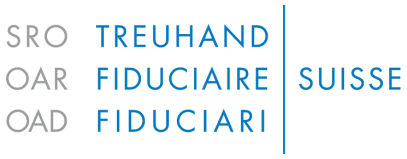 SRO TREUHAND
OAR FIDUCIAIRE SUISSE
OAD FIDUCIARI